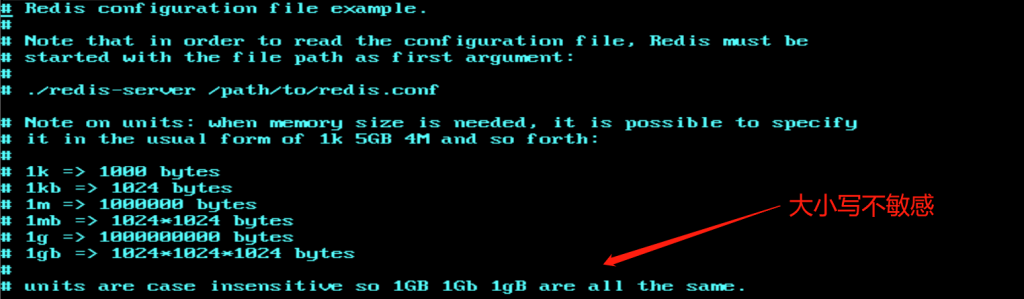 # Redis configuration file example.
#
# Note that in order to read the configuration file, Redis must be
# started with the file path as first argument:
#
# ./redis-server /path/to/redis.conf

# Note on units: when memory size is needed, it is possible to specify
# it in the usual form of 1k 5GB 4M and so forth:
#
# 1k => 1000 bytes
# 1kb => 1024 bytes
# 1m => 1000000 bytes
# 1mb => 1024*1024 bytes
# 1g => 1000000000 bytes
# 1gb => 1024*1024*1024 bytes
#
# units are case insensitive so 1GB 1Gb 1gB are all the same.
大小写不敏感